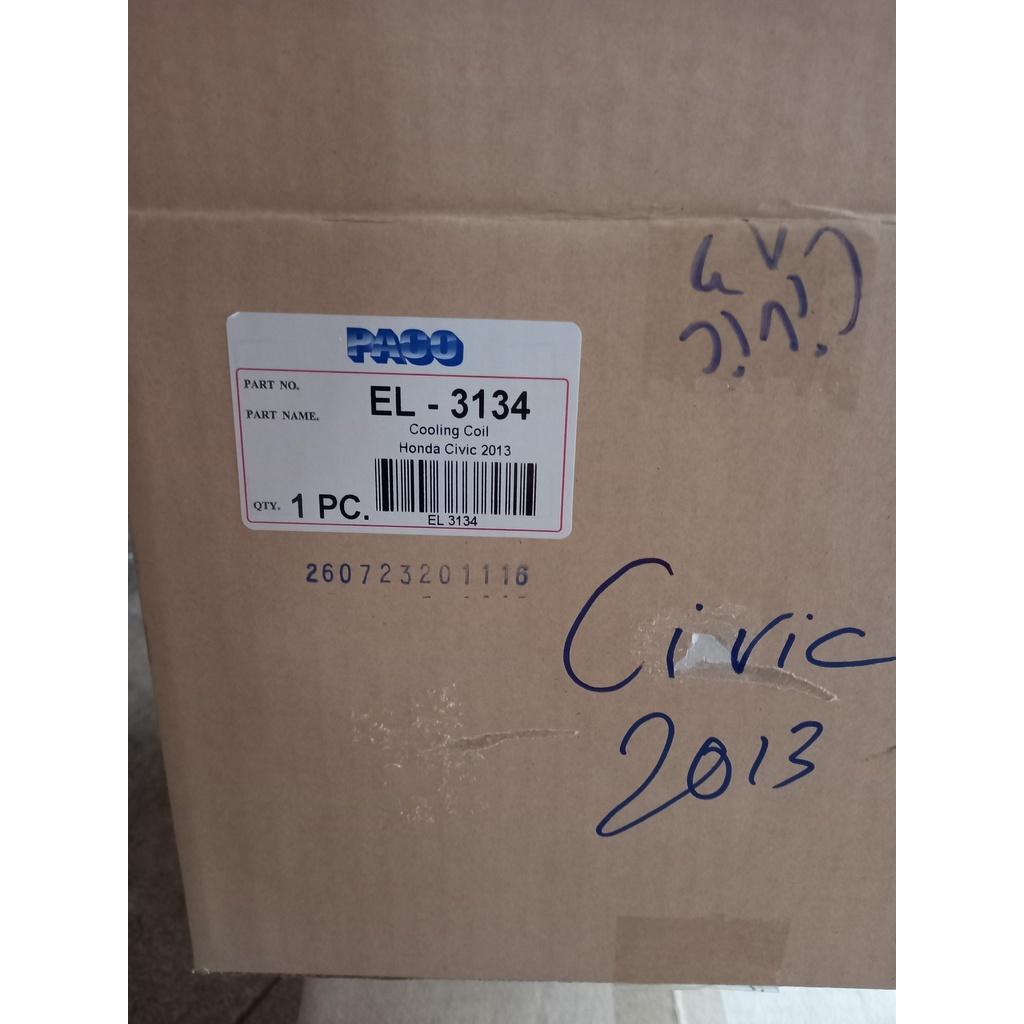 PACO
PART NO. EL - 3134
PART NAME. Cooling Coil
Honda Civic 2013
QTY. 1 PC.
EL 3134
260723201116
Civic
2013